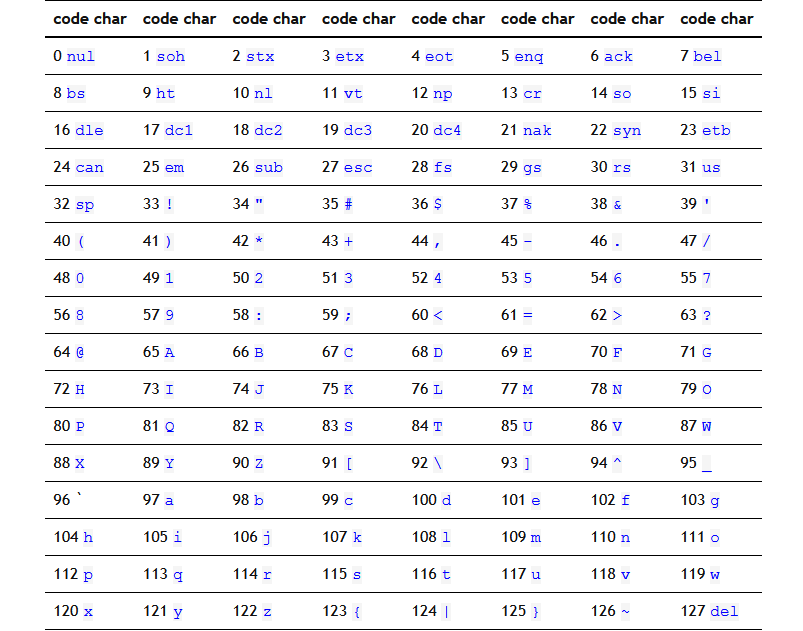 code char code char code char code char code char code char code char code char
0 nul 1 soh 2 stx 3 etx 4 eot 5 enq 6 ack 7 bel
8 bs 9 ht 10 nl 11 vt 12 np 13 cr 14 so 15 si
16 dle 17 dc1 18 dc2 19 dc3 20 dc4 21 nak 22 syn 23 etb
24 can 25 em 26 sub 27 esc 28 fs 29 gs 30 rs 31 us
32 sp 33 ! 34 " 35 # 36 $ 37 % 38 & 39 '
40 ( 41 ) 42 * 43 + 44 , 45 - 46 . 47 /
48 0 49 1 50 2 51 3 52 4 53 5 54 6 55 7
56 8 57 9 58 : 59 ; 60 < 61 = 62 > 63 ?
64 @ 65 A 66 B 67 C 68 D 69 E 70 F 71 G
72 H 73 I 74 J 75 K 76 L 77 M 78 N 79 O
80 P 81 Q 82 R 83 S 84 T 85 U 86 V 87 W
88 X 89 Y 90 Z 91 [ 92 \ 93 ] 94 ^ 95 _
96 ` 97 a 98 b 99 c 100 d 101 e 102 f 103 g
104 h 105 i 106 j 107 k 108 l 109 m 110 n 111 o
112 p 113 q 114 r 115 s 116 t 117 u 118 v 119 w
120 x 121 y 122 z 123 { 124 | 125 } 126 ~ 127 del